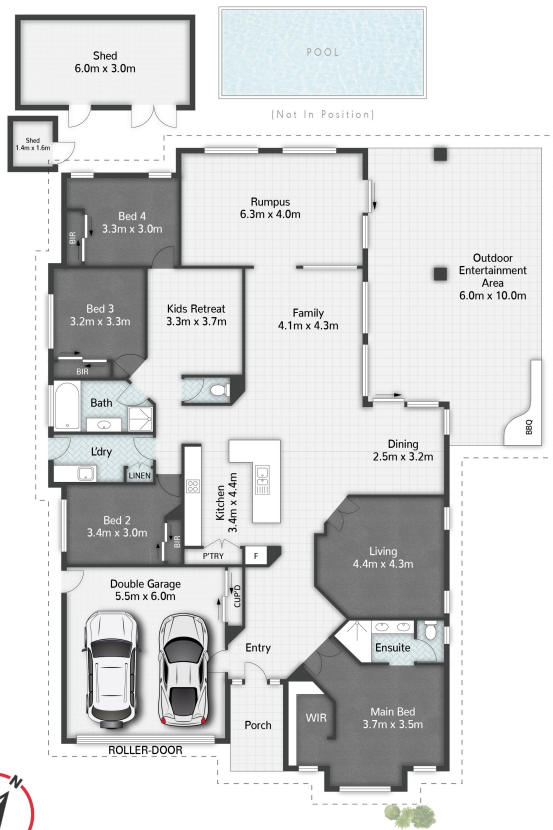 Shed
6.0m x 3.0m
POOL
[Not In Position]
Shed
1.4m x 1.6m
Rumpus
6.3m x 4.0m
Bed 4
3.3m x 3.0m
BIR
Outdoor
Entertainment
Area
6.0m x 10.0m
Bed 3
3.2m x 3.3m
BIR
Kids Retreat
3.3m x 3.7m
Family
4.1m x 4.3m
Bath
BBQ
L'dry
LINEN
Dining
2.5m x 3.2m
Kitchen
3.4m x 4.4m
Bed 2
3.4m x 3.0m
BIR
P'TRY
F
Living
4.4m x 4.3m
Double Garage
5.5m x 6.0m
CUP'D
Entry
Ensuite
Porch
WIR
Main Bed
3.7m x 3.5m
ROLLER-DOOR
N